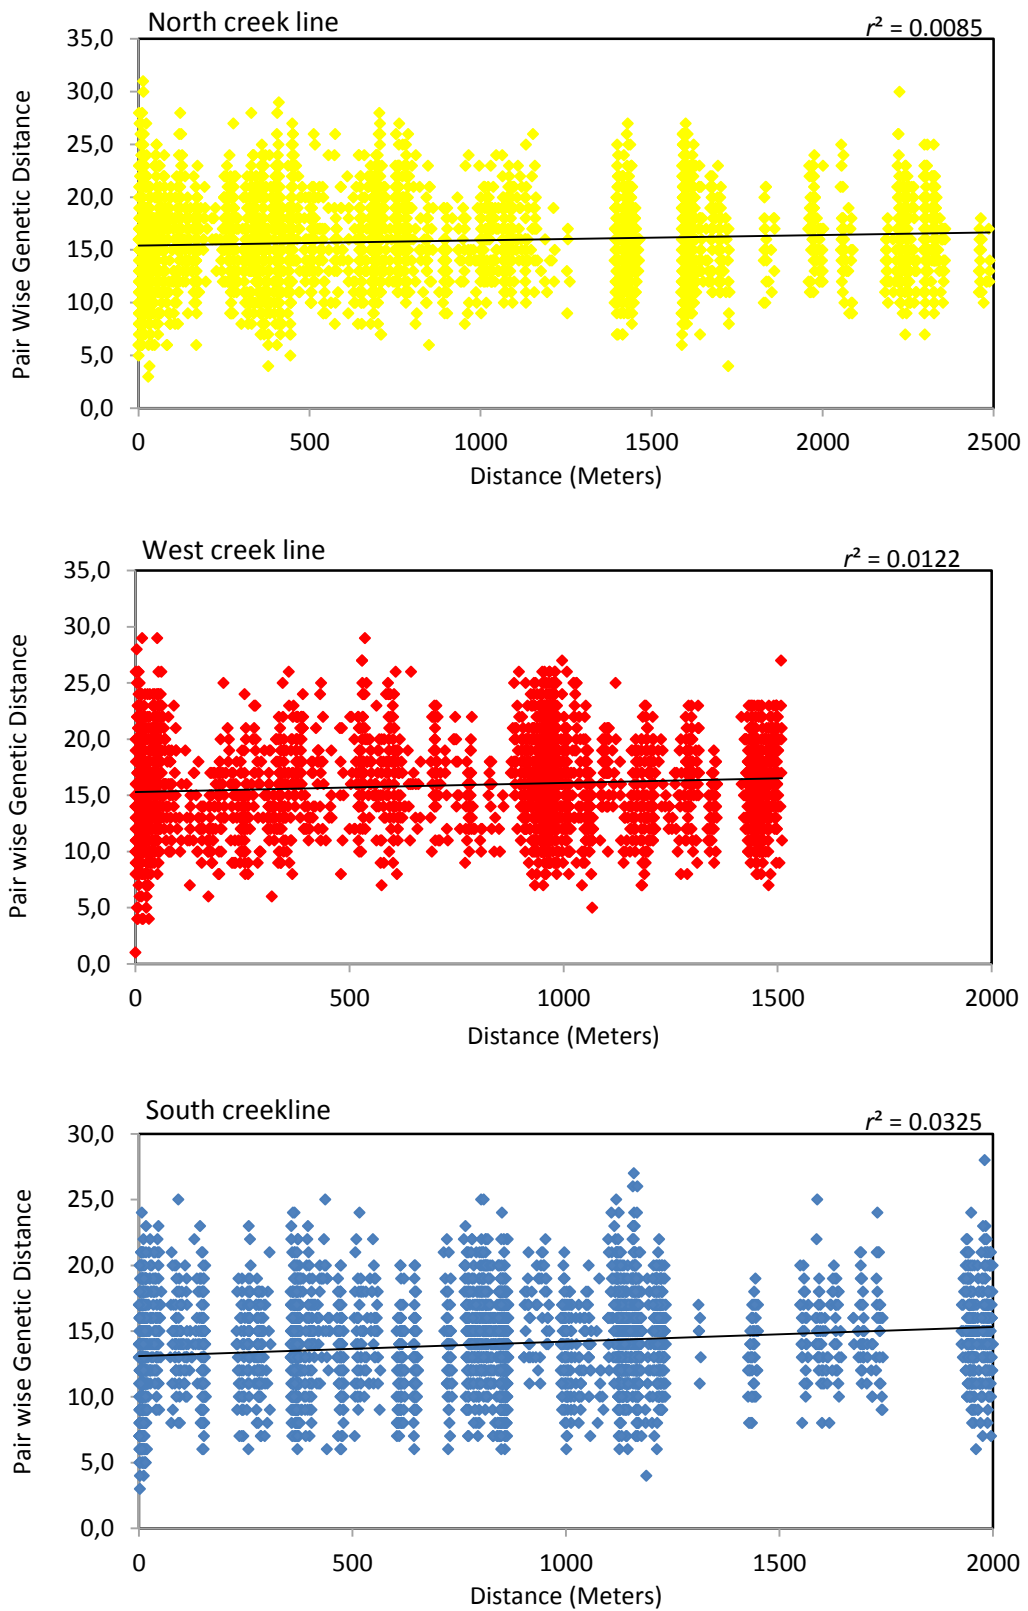 North creek line
r² = 0.0085
Pair Wise Genetic Dsitance
35,0
30,0
25,0
20,0
15,0
10,0
5,0
0,0
0 500 1000 1500 2000 2500
Distance (Meters)
West creek line
r² = 0.0122
Pair wise Genetic Distance
35,0
30,0
25,0
20,0
15,0
10,0
5,0
0,0
0 500 1000 1500 2000
Distance (Meters)
South creekline
r² = 0.0325
Pair wise Genetic Distance
30,0
25,0
20,0
15,0
10,0
5,0
0,0
0 500 1000 1500 2000
Distance (Meters)